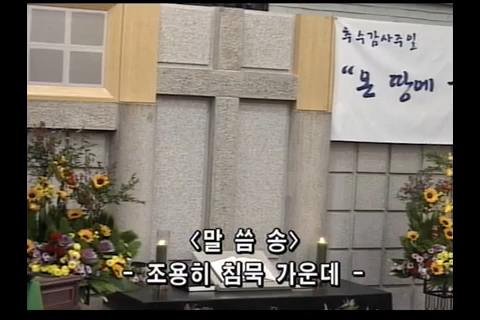 추수감사주일
“온 땅에
<말 씀 송>
- 조용히 침묵 가운데 -